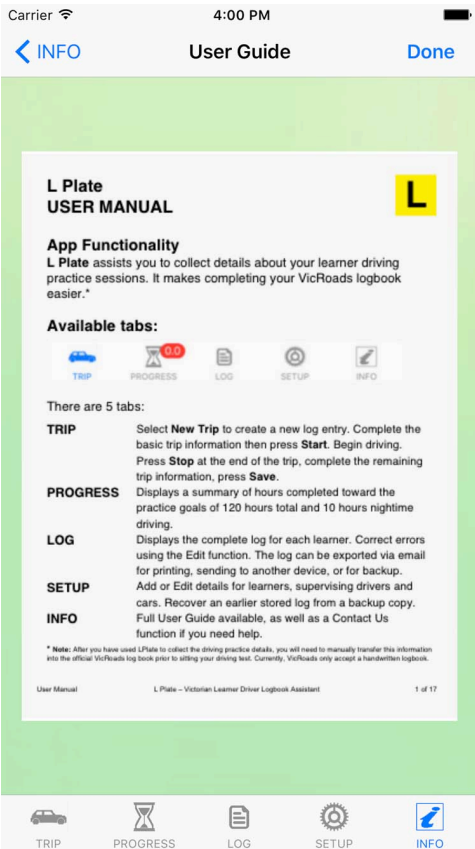 Carrier 4:00 PM
INFO User Guide Done
L Plate
USER MANUAL
L
App Functionality
L Plate assists you to collect details about your learner driving
practice sessions. It makes completing your VicRoads logbook
easier.*
Available tabs:
0.0
TRIP PROGRESS LOG SETUP INFO
There are 5 tabs:
TRIP Select New Trip to create a new log entry. Complete the
basic trip information then press Start. Begin driving.
Press Stop at the end of the trip, complete the remaining
trip information, press Save.
PROGRESS Displays a summary of hours completed toward the
practice goals of 120 hours total and 10 hours nightime
driving.
LOG Displays the complete log for each learner. Correct errors
using the Edit function. The log can be exported via email
for printing, sending to another device, or for backup.
SETUP Add or Edit details for learners, supervising drivers and
cars. Recover an earlier stored log from a backup copy.
INFO Full User Guide available, as well as a Contact Us
function if you need help.
* Note: After you have used LPlate to collect the driving practice details, you will need to manually transfer this information
into the official VicRoads log book prior to sitting your driving test. Currently, VicRoads only accept a handwritten logbook.
User Manual L Plate – Victorian Learner Driver Logbook Assistant 1 of 17
TRIP PROGRESS LOG SETUP INFO